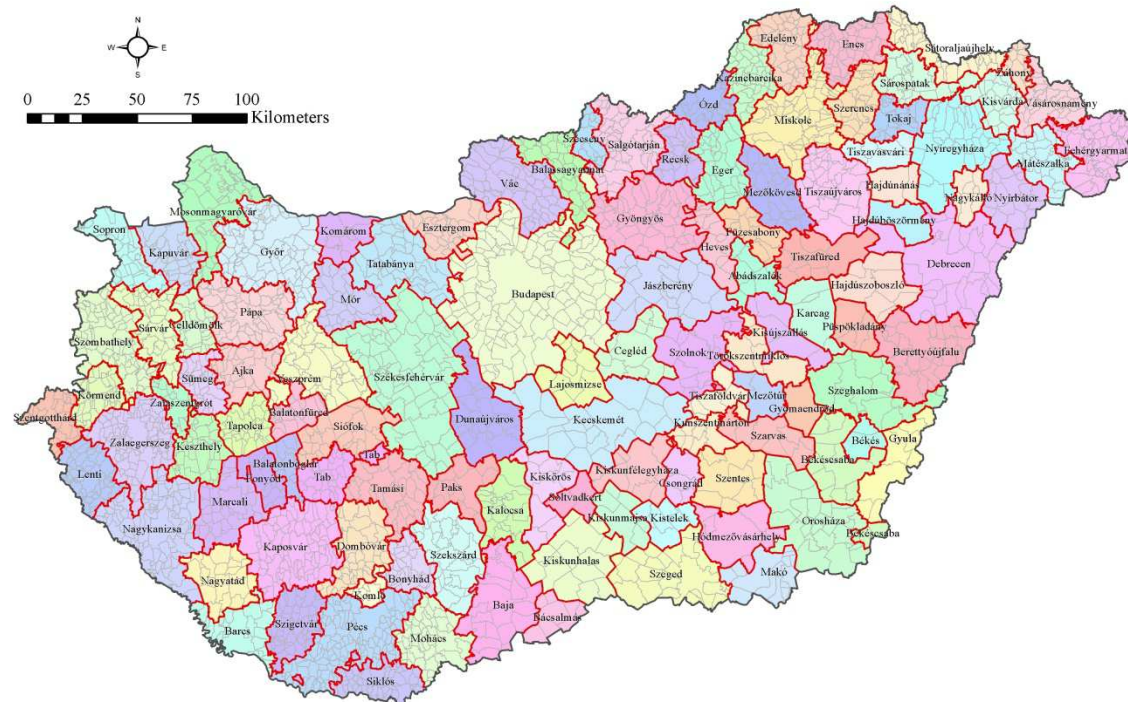 N
W E
S
0 25 50 75 100
Kilometers
Edelény
Encs
Sátoraljaújhely
Kazincbarcika
Sárospatak
Záhony
Ózd
Szerencs
Kisvárda
Vásárosnamény
Miskolc
Tokaj
Szécsény
Salgótarján
Recsk
Nyíregyháza
Tiszavasvári
Fehérgyarmat
Balassagyarmat
Eger
Mátészalka
Vác
Mezőkövesd
Tiszaújváros
Hajdúnánás
Nagykálló
Nyírbátor
Mosonmagyaróvár
Gyöngyös
Hajdúböszörmény
Sopron
Kapuvár
Győr
Komárom
Esztergom
Füzesabony
Heves
Tiszafüred
Debrecen
Tatabánya
Abádszalók
Hajdúszoboszló
Budapest
Jászberény
Mór
Pápa
Karcag
Sárvár
Celldömölk
Szombathely
Kisújszállás
Püspökladány
Cegléd
Szolnok
Törökszentmiklós
Berettyóújfalu
Ajka
Sümeg
Veszprém
Székesfehérvár
Lajosmizse
Körmend
Zalaszentgrót
Tiszaföldvár
Mezőtúr
Szeghalom
Szentgotthárd
Tapolca
Balatonfüred
Dunaújváros
Kecskemét
Gyomaendrőd
Siófok
Kunszentmárton
Zalaegerszeg
Keszthely
Szarvas
Békés
Gyula
Tab
Békéscsaba
Lenti
Balatonboglár
Fonyód
Tab
Tamási
Paks
Kiskőrös
Kiskunfélegyháza
Csongrád
Szentes
Marcali
Nagykanizsa
Kalocsa
Soltvadkert
Kiskunmajsa
Kistelek
Orosháza
Kaposvár
Dombóvár
Szekszárd
Hódmezővásárhely
Békéscsaba
Nagyatád
Bonyhád
Kiskunhalas
Szeged
Makó
Komló
Barcs
Szigetvár
Pécs
Mohács
Baja
Bácsalmás
Siklós